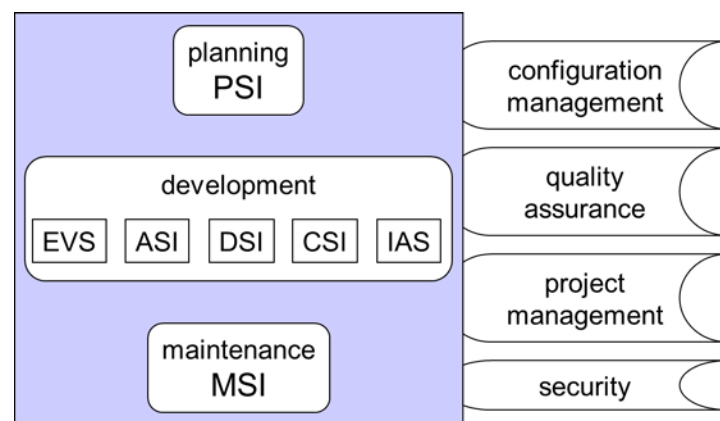 planning
PSI
development
EVS
ASI
DSI
CSI
IAS
maintenance
MSI
configuration
management
quality
assurance
project
management
security